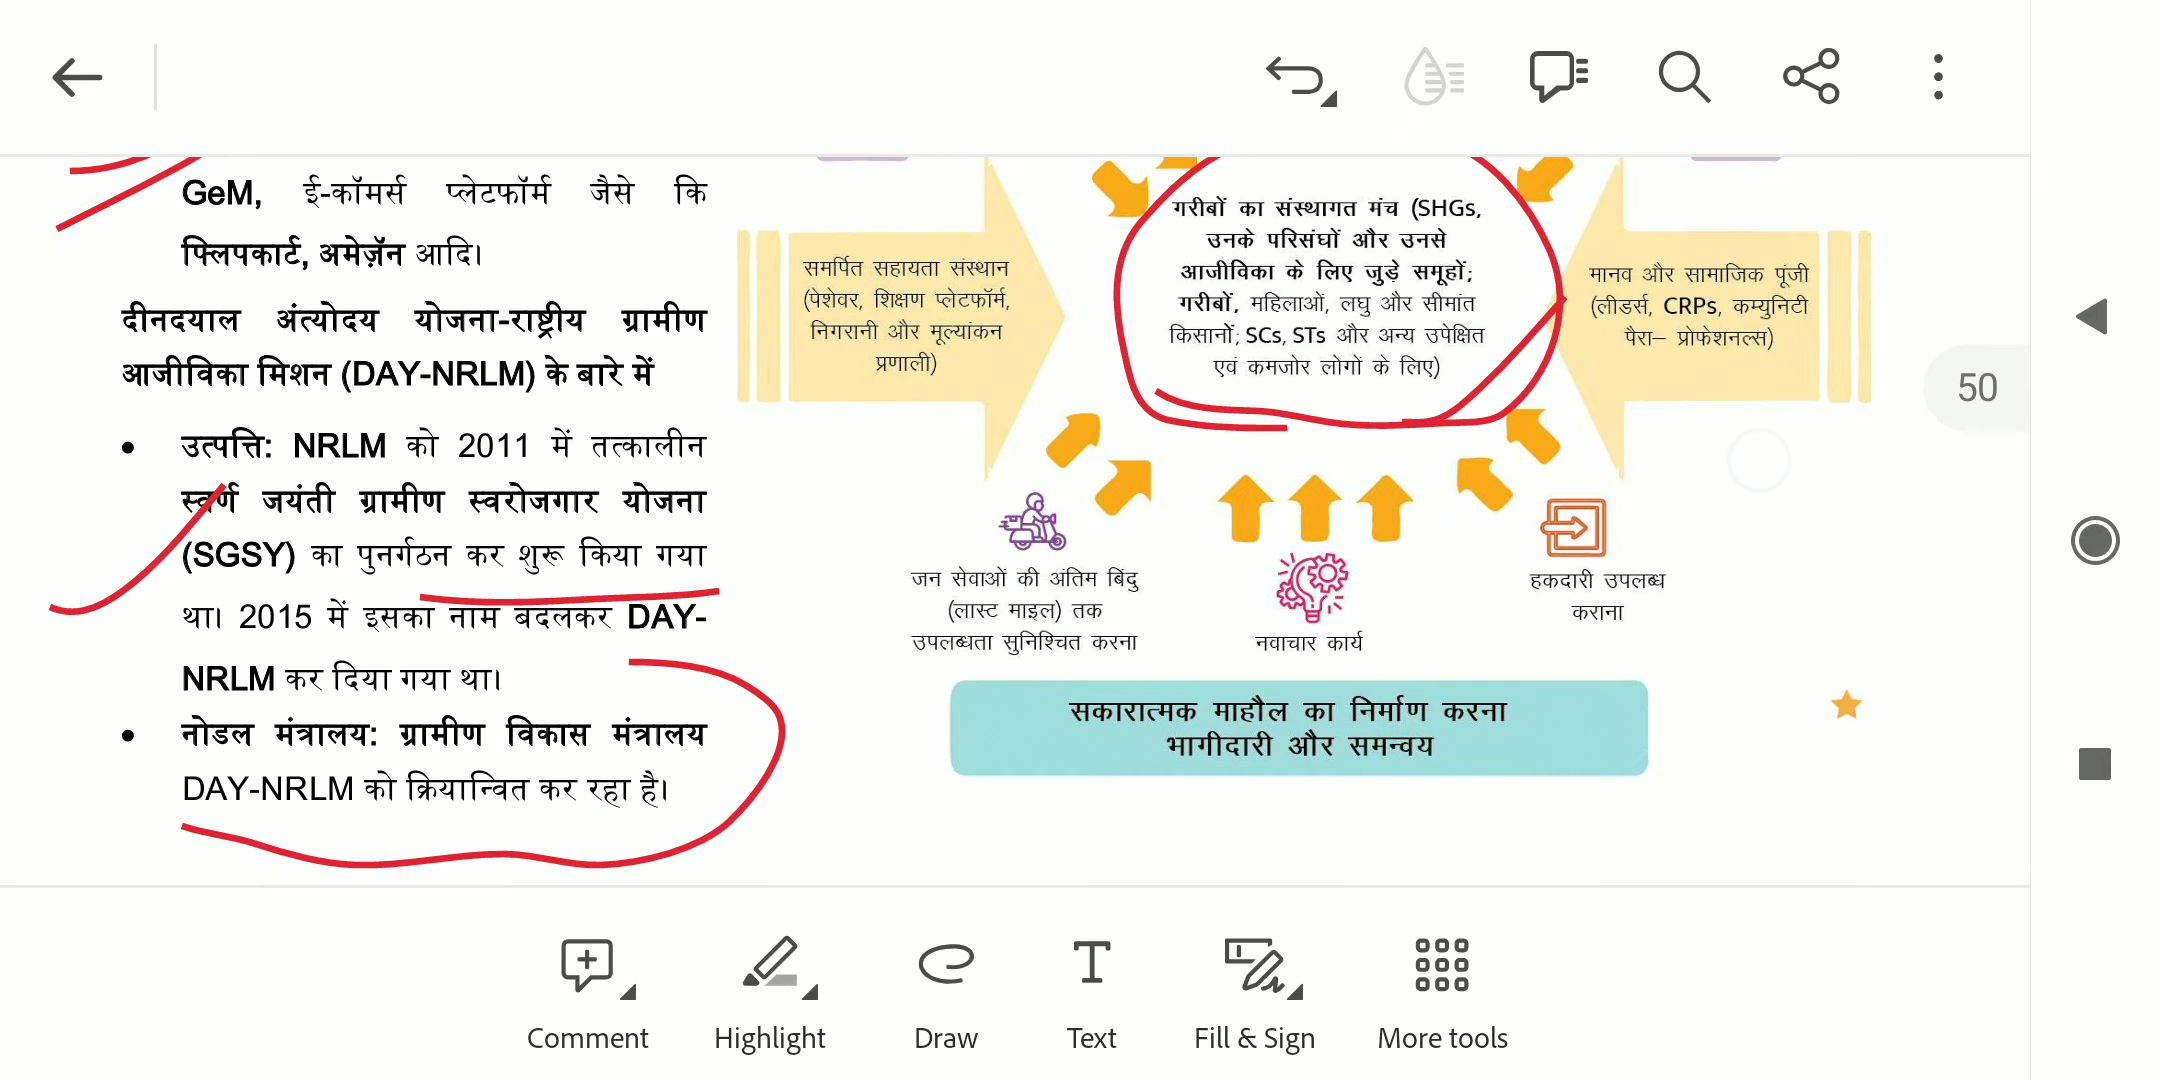 GeM, ई-कॉमर्स प्लेटफॉर्म जैसे कि
फ्लिपकार्ट, अमेज़ॅन आदि।
दीनदयाल अंत्योदय योजना-राष्ट्रीय ग्रामीण
आजीविका मिशन (DAY-NRLM) के बारे में
• उत्पत्ति: NRLM को 2011 में तत्कालीन
स्वर्ण जयंती ग्रामीण स्वरोजगार योजना
(SGSY) का पुनर्गठन कर शुरू किया गया
था। 2015 में इसका नाम बदलकर DAY-
NRLM कर दिया गया था।
• नोडल मंत्रालय: ग्रामीण विकास मंत्रालय
DAY-NRLM को क्रियान्वित कर रहा है।
समर्पित सहायता संस्थान
(पेशेवर, शिक्षण प्लेटफॉर्म,
निगरानी और मूल्यांकन
प्रणाली)
गरीबों का संस्थागत मंच (SHGs,
उनके परिसंघों और उनसे
आजीविका के लिए जुड़े समूहों;
गरीबों, महिलाओं, लघु और सीमांत
किसानों; SCs, STs और अन्य उपेक्षित
एवं कमजोर लोगों के लिए)
मानव और सामाजिक पूंजी
(लीडर्स, CRPs, कम्युनिटी
पैरा– प्रोफेशनल्स)
जन सेवाओं की अंतिम बिंदु
(लास्ट माइल) तक
उपलब्धता सुनिश्चित करना
नवाचार कार्य
हकदारी उपलब्ध
कराना
सकारात्मक माहौल का निर्माण करना
भागीदारी और समन्वय
50
Comment
Highlight
Draw
Text
Fill & Sign
More tools